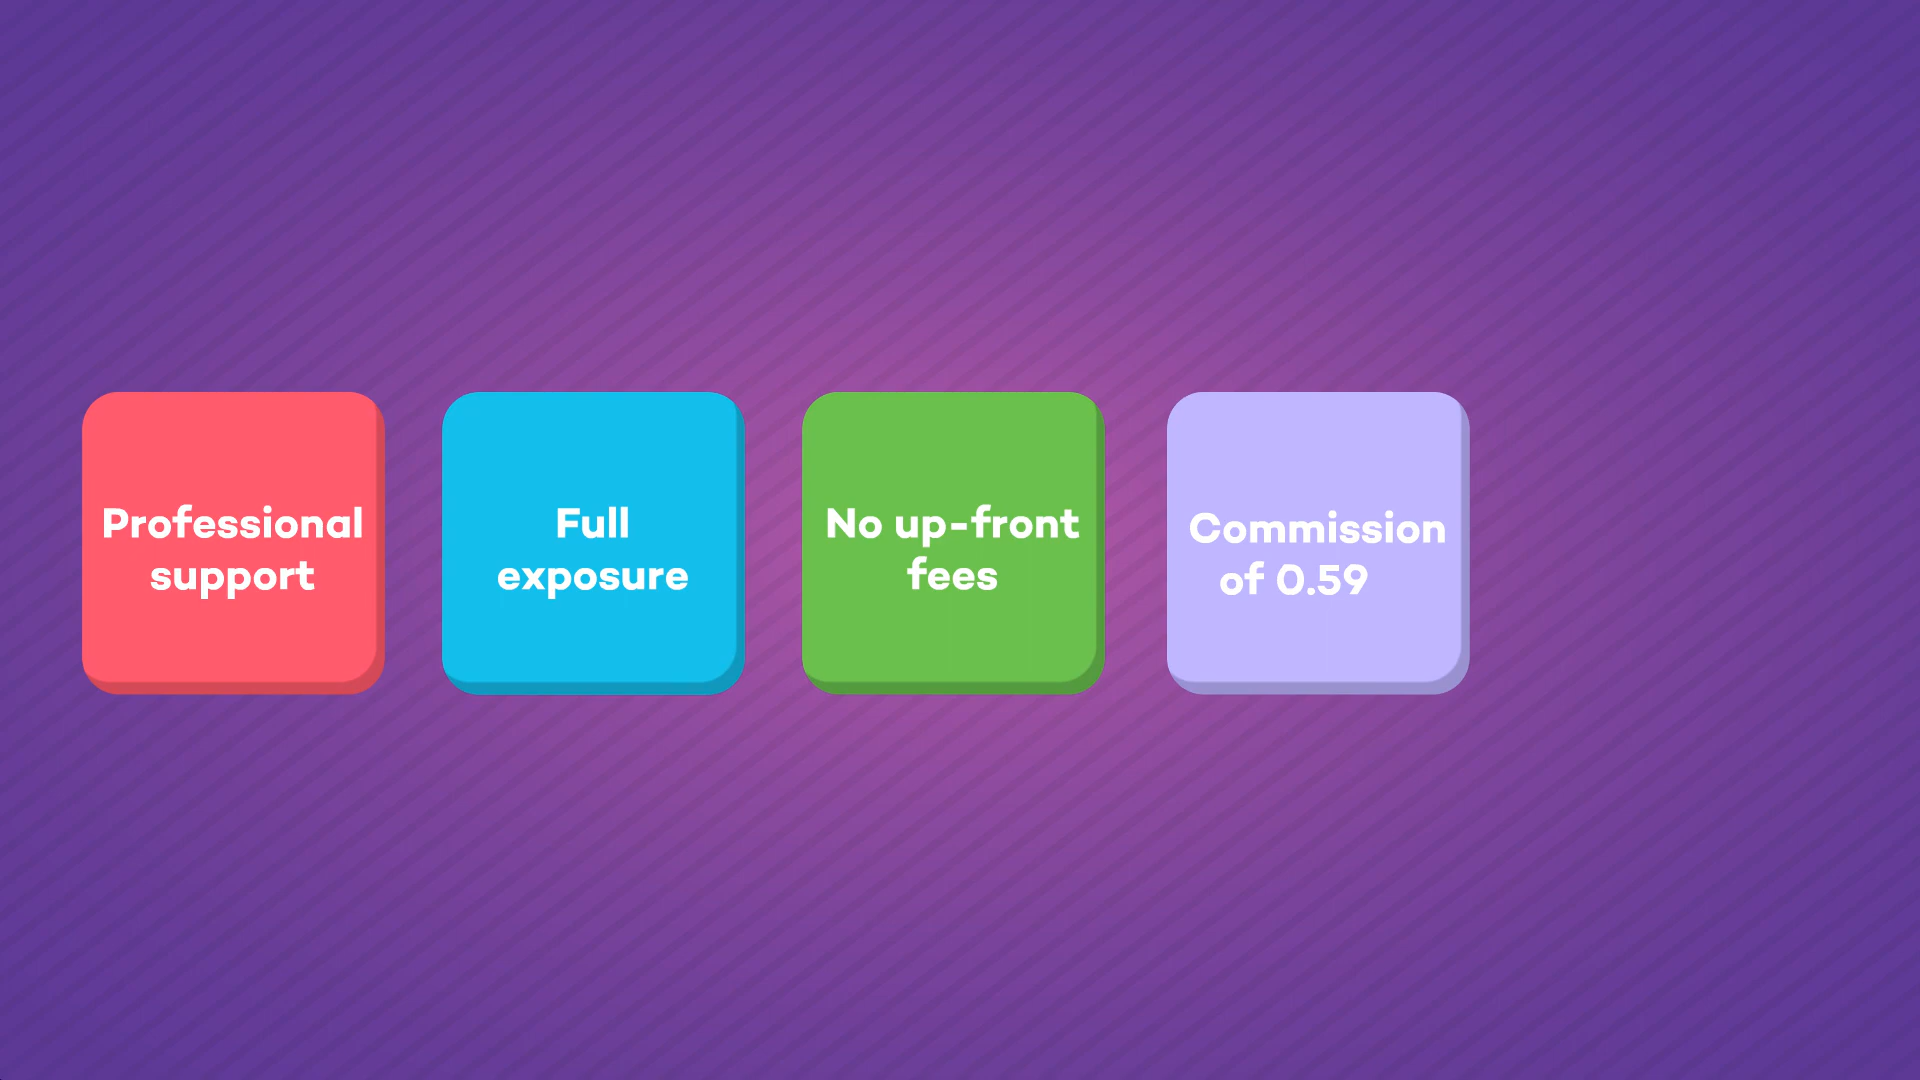 Professional
support
Full
exposure
No up-front
fees
Commission
of 0.59